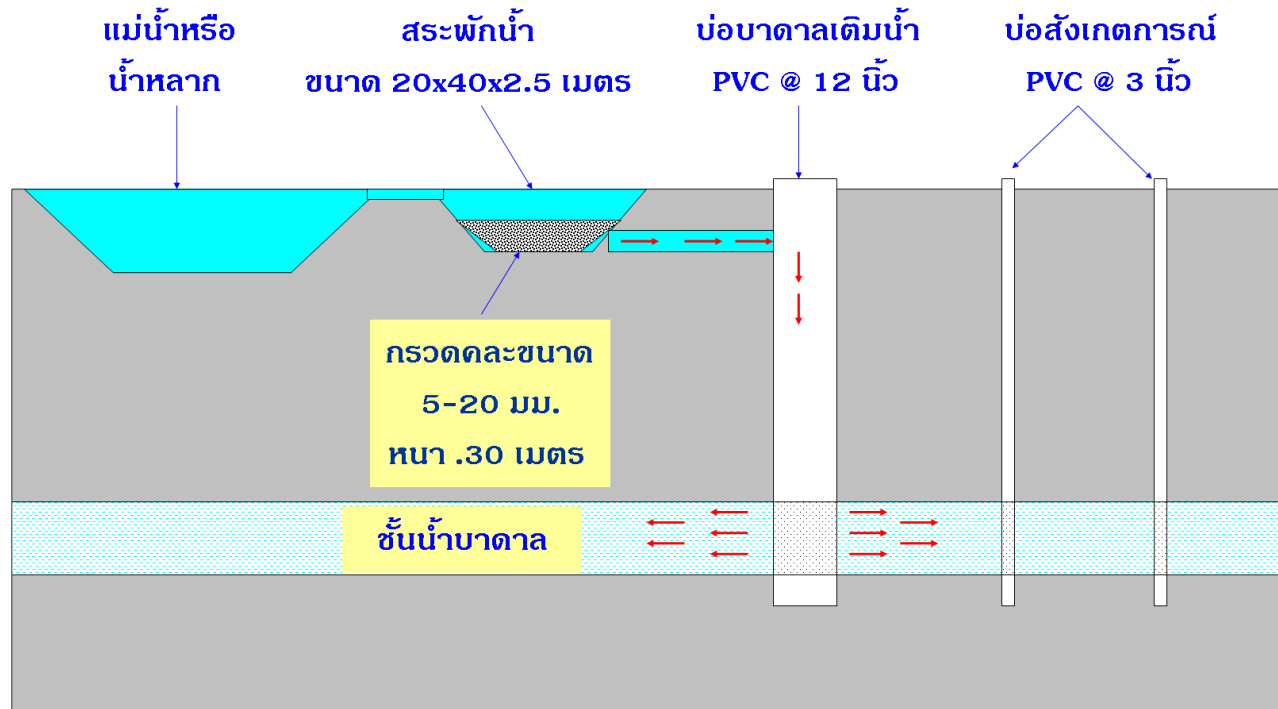 แม่น้ำหรือ
น้ำหลาก
สระพักน้ำ
ขนาด 20x40x2.5 เมตร
บ่อบาดาลเติมน้ำ
PVC @ 12 นิ้ว
บ่อสังเกตการณ์
PVC @ 3 นิ้ว
กรวดคละขนาด
5-20 มม.
หนา .30 เมตร
ชั้นน้ำบาดาล